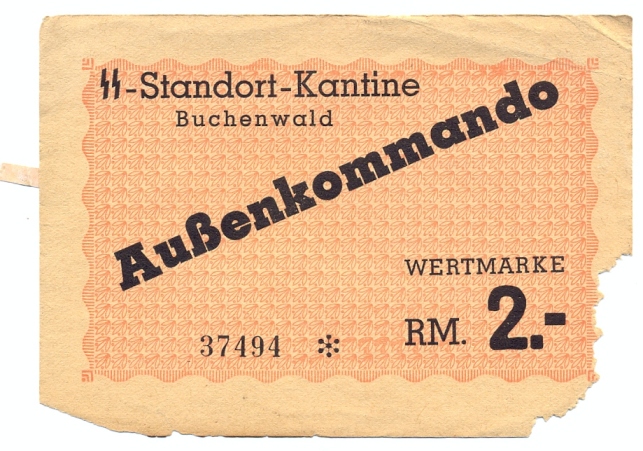 ᛋᛋ-Standort-Kantine
Buchenwald
Außenkommando
WERTMARKE
RM. 2.-
37494 *